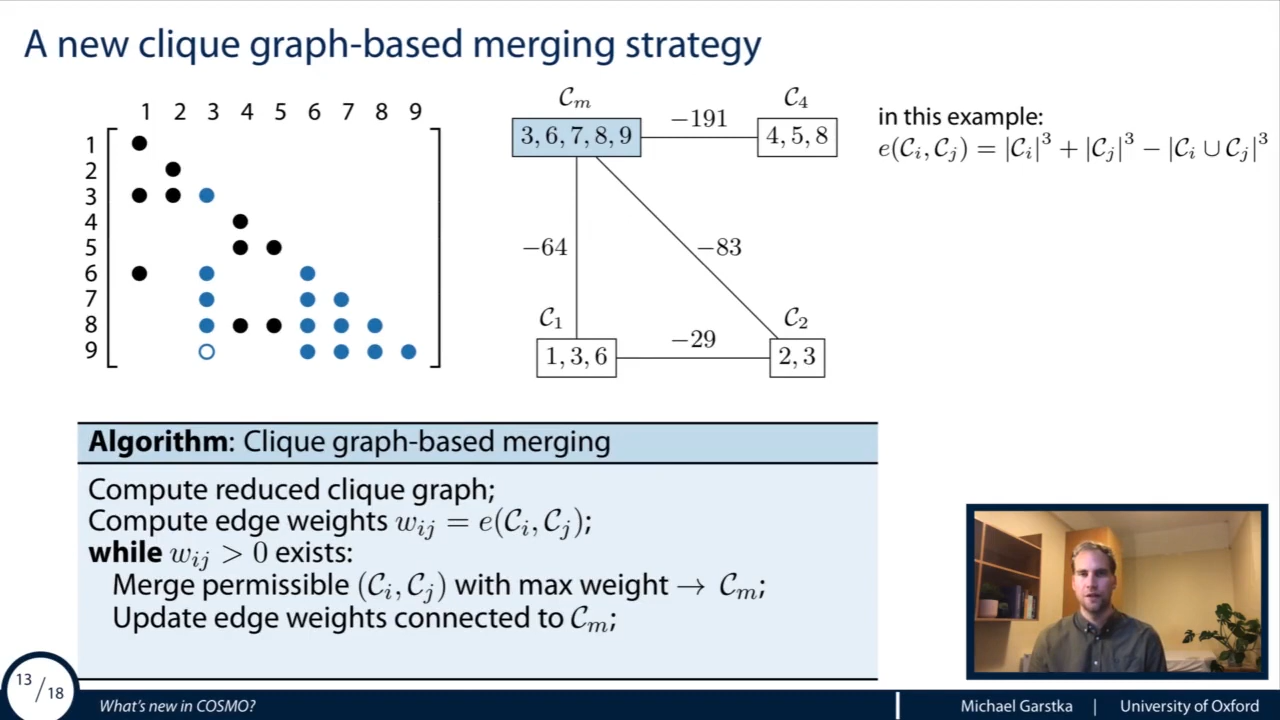 A new clique graph-based merging strategy
1 2 3 4 5 6 7 8 9
1
2
3
4
5
6
7
8
9
𝒞ₘ
3, 6, 7, 8, 9
−191
𝒞₄
4, 5, 8
−64
−83
𝒞₁
1, 3, 6
−29
𝒞₂
2, 3
in this example:
e(𝒞ᵢ, 𝒞ⱼ) = |𝒞ᵢ|³ + |𝒞ⱼ|³ − |𝒞ᵢ ∪ 𝒞ⱼ|³
Algorithm: Clique graph-based merging
Compute reduced clique graph;
Compute edge weights wᵢⱼ = e(𝒞ᵢ, 𝒞ⱼ);
while wᵢⱼ > 0 exists:
Merge permissible (𝒞ᵢ, 𝒞ⱼ) with max weight → 𝒞ₘ;
Update edge weights connected to 𝒞ₘ;
13/18
What's new in COSMO?
Michael Garstka | University of Oxford